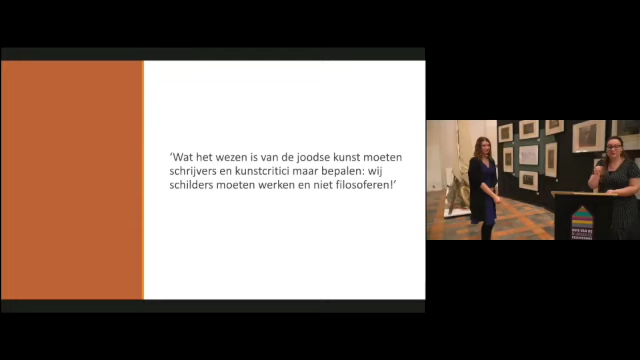 ‘Wat het wezen is van de joodse kunst moeten
schrijvers en kunstcritici maar bepalen: wij
schilders moeten werken en niet filosoferen!’